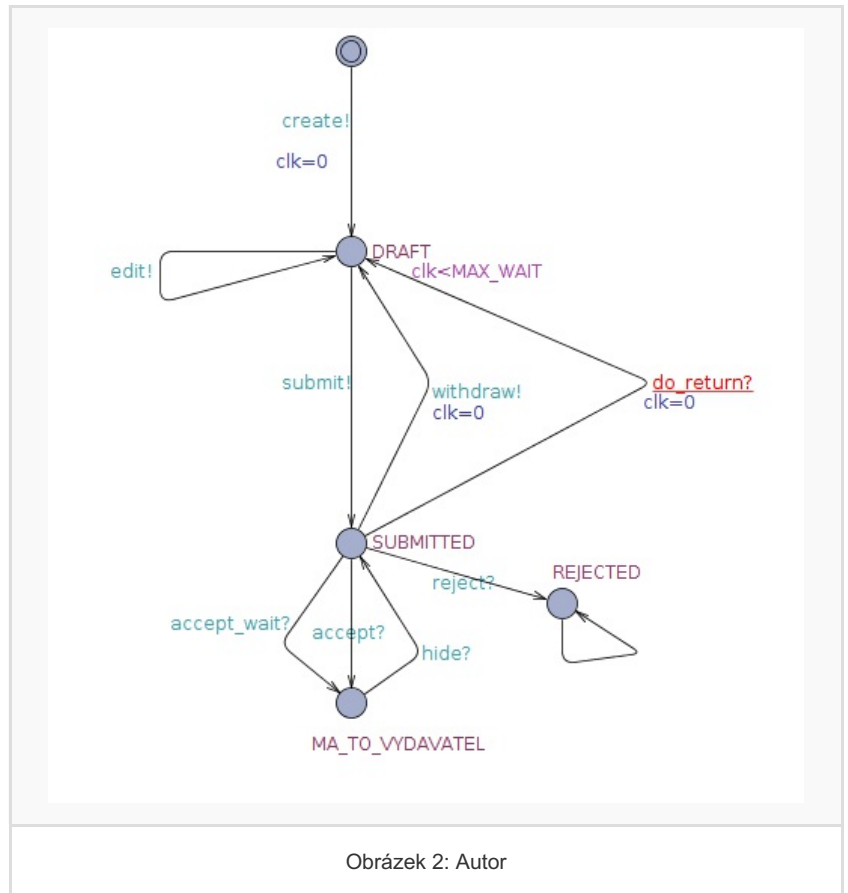 create!
clk=0
DRAFT
clk<MAX_WAIT
edit!
submit!
withdraw!
clk=0
do_return?
clk=0
SUBMITTED
REJECTED
reject?
accept_wait?
accept?
hide?
MA_TO_VYDAVATEL
Obrázek 2: Autor